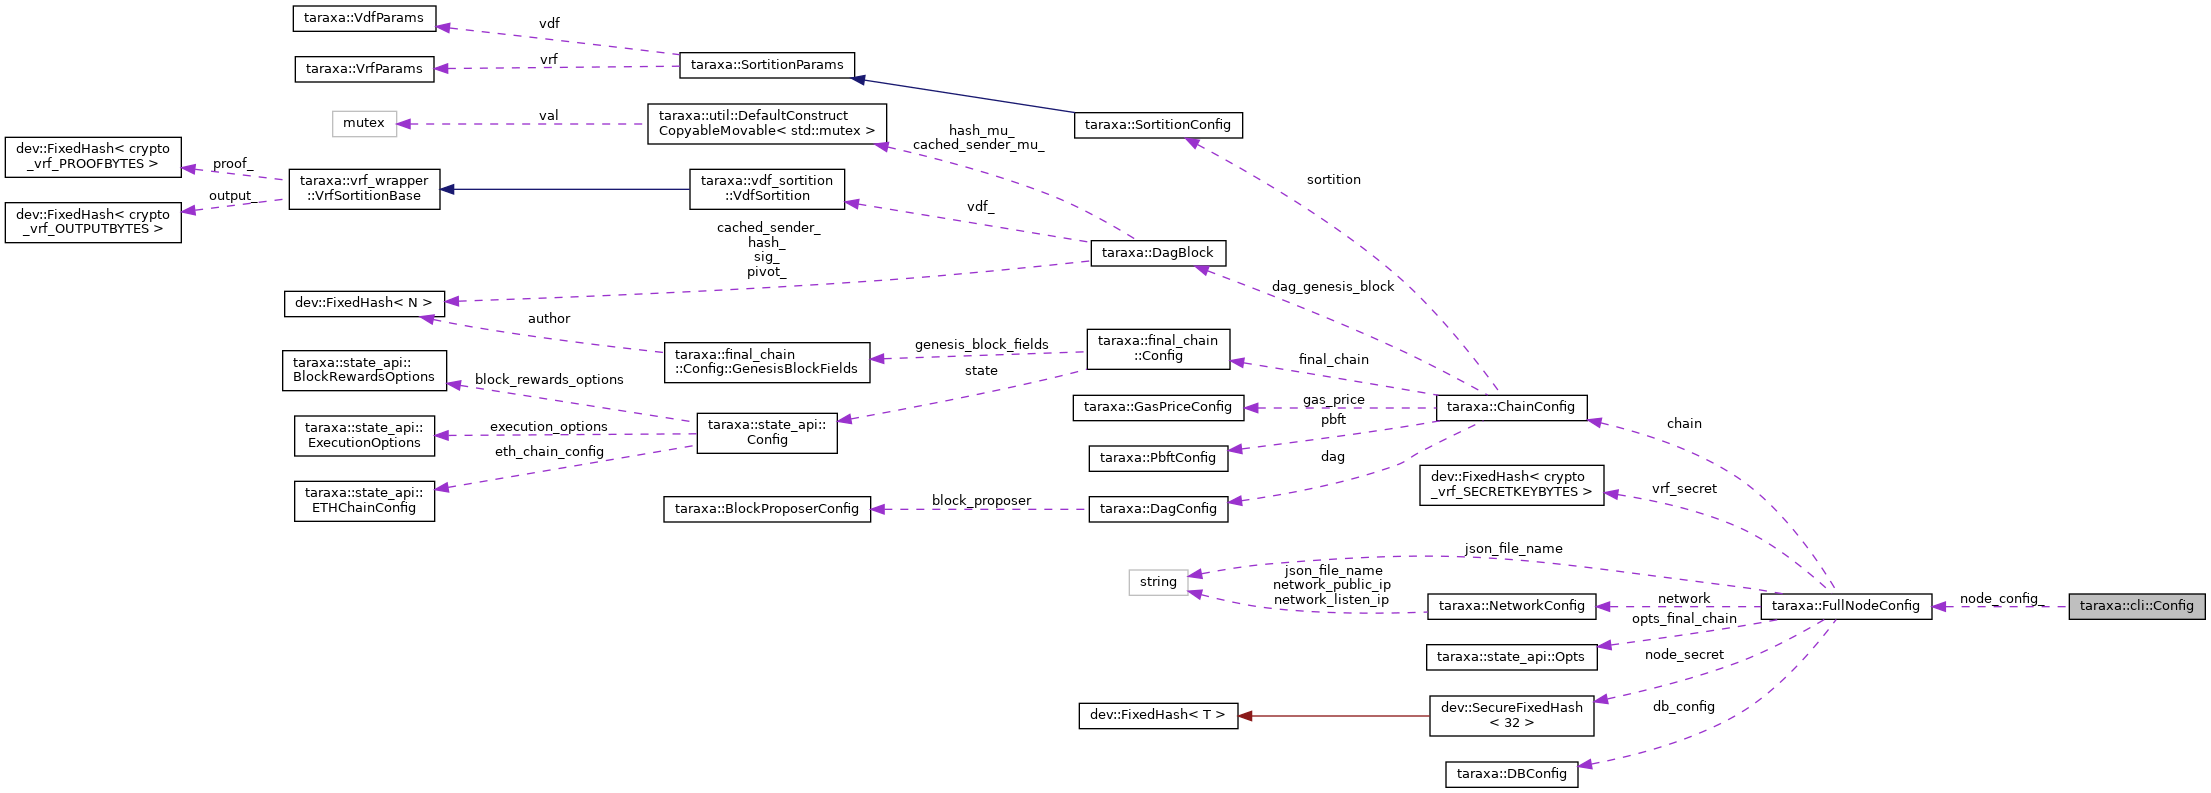 taraxa::VdfParams
vdf
taraxa::VrfParams
vrf
taraxa::SortitionParams
mutex
val
taraxa::util::DefaultConstruct
CopyableMovable< std::mutex >
taraxa::SortitionConfig
hash_mu_
cached_sender_mu_
dev::FixedHash< crypto
_vrf_PROOFBYTES >
proof_
output_
dev::FixedHash< crypto
_vrf_OUTPUTBYTES >
taraxa::vrf_wrapper
::VrfSortitionBase
taraxa::vdf_sortition
::VdfSortition
vdf_
sortition
cached_sender_
hash_
sig_
pivot_
taraxa::DagBlock
dag_genesis_block
dev::FixedHash< N >
author
taraxa::final_chain
::Config::GenesisBlockFields
genesis_block_fields
taraxa::final_chain
::Config
final_chain
taraxa::state_api::
BlockRewardsOptions
block_rewards_options
state
taraxa::GasPriceConfig
gas_price
taraxa::ChainConfig
pbft
chain
taraxa::state_api::
ExecutionOptions
execution_options
taraxa::state_api::
Config
eth_chain_config
taraxa::PbftConfig
dag
taraxa::state_api::
ETHChainConfig
dev::FixedHash< crypto
_vrf_SECRETKEYBYTES >
vrf_secret
taraxa::BlockProposerConfig
block_proposer
taraxa::DagConfig
json_file_name
string
json_file_name
network_public_ip
network_listen_ip
taraxa::NetworkConfig
network
taraxa::FullNodeConfig
node_config_
taraxa::cli::Config
opts_final_chain
taraxa::state_api::Opts
node_secret
dev::FixedHash< T >
dev::SecureFixedHash
< 32 >
db_config
taraxa::DBConfig